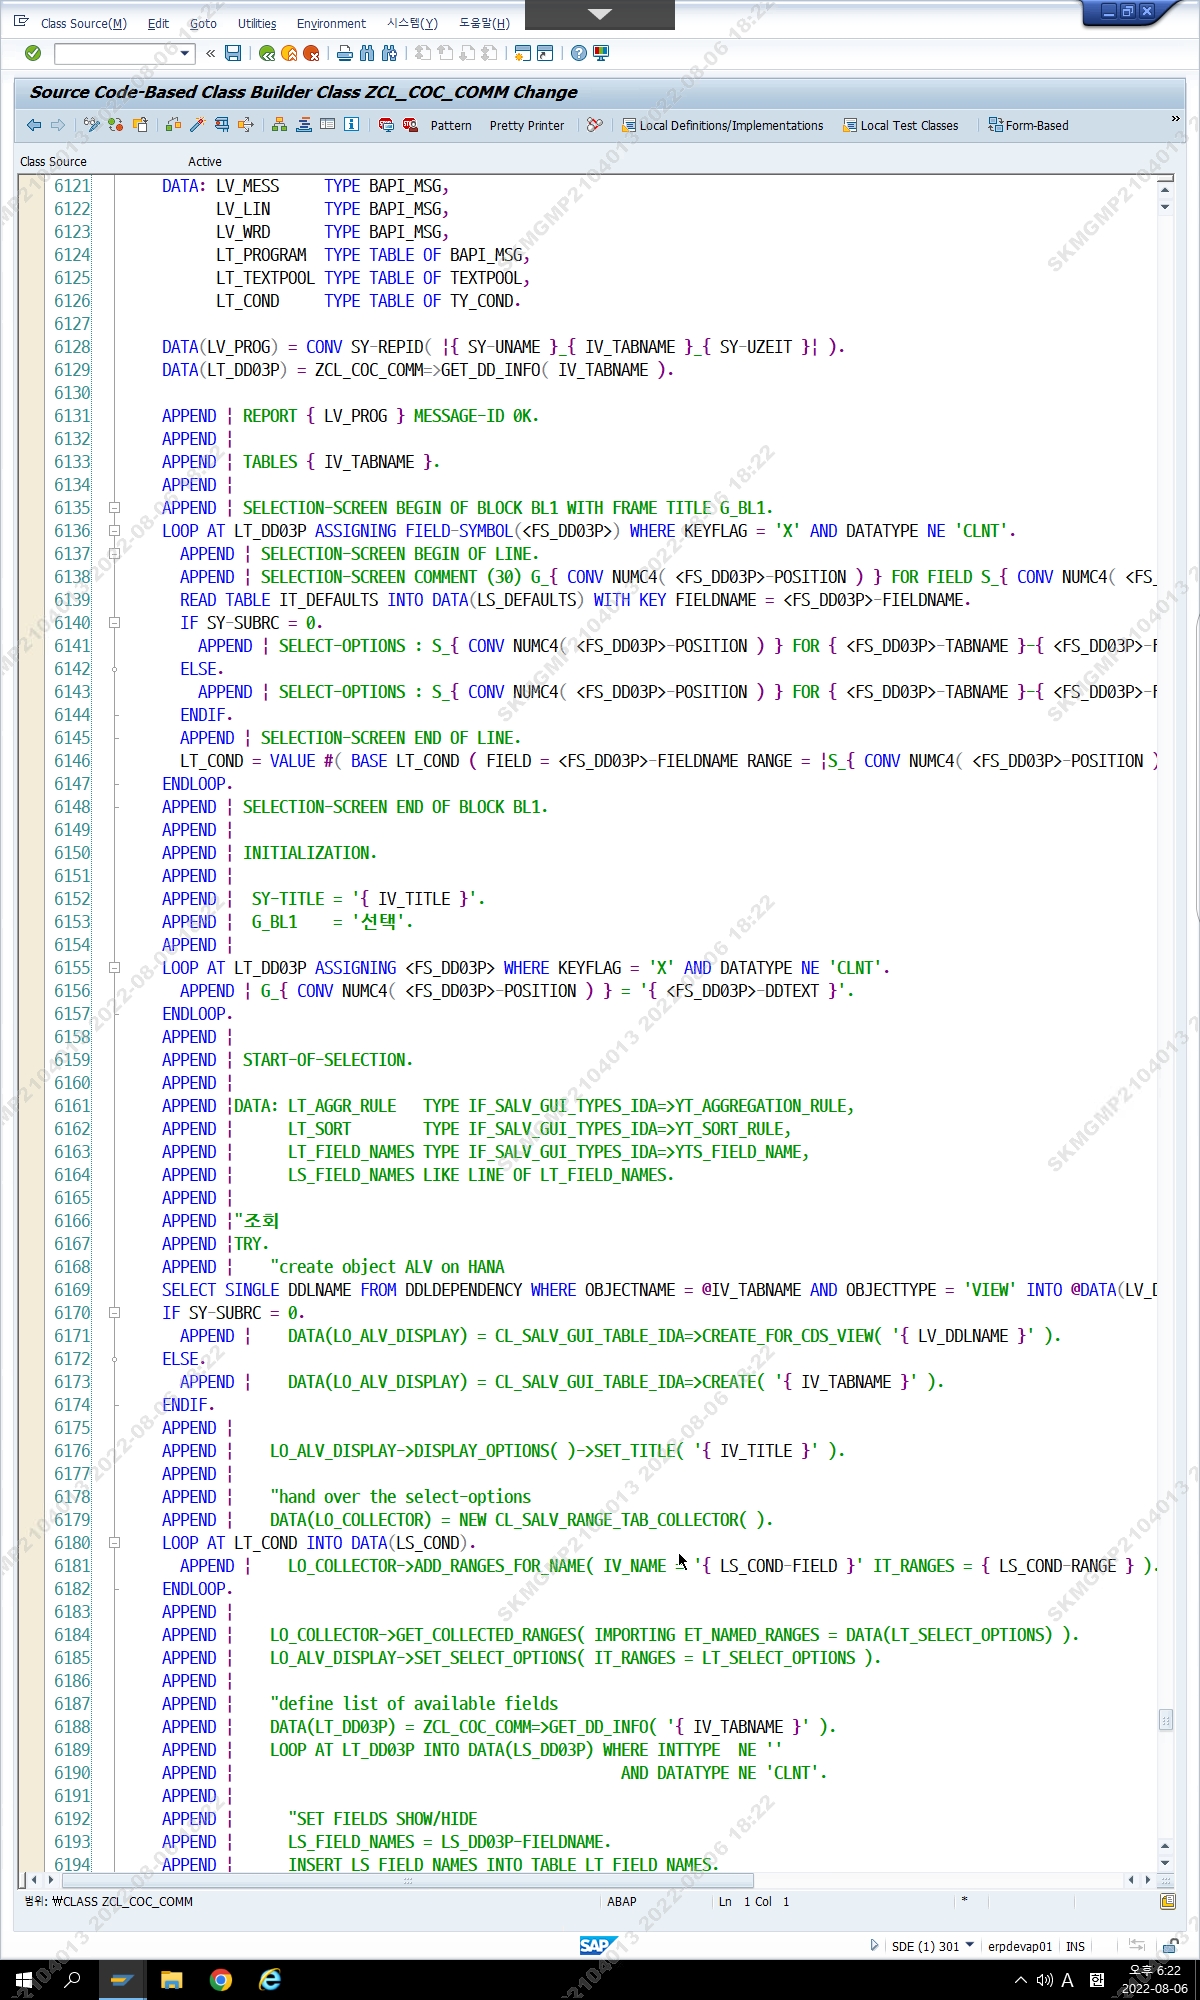 Class Source(M) Edit Goto Utilities Environment 시스템(Y) 도움말(H)
Source Code-Based Class Builder Class ZCL_COC_COMM Change
Pattern Pretty Printer Local Definitions/Implementations Local Test Classes Form-Based
Class Source Active
6121 DATA: LV_MESS TYPE BAPI_MSG,
6122 LV_LIN TYPE BAPI_MSG,
6123 LV_WRD TYPE BAPI_MSG,
6124 LT_PROGRAM TYPE TABLE OF BAPI_MSG,
6125 LT_TEXTPOOL TYPE TABLE OF TEXTPOOL,
6126 LT_COND TYPE TABLE OF TY_COND.
6127
6128 DATA(LV_PROG) = CONV SY-REPID( |{ SY-UNAME }_{ IV_TABNAME }_{ SY-UZEIT }| ).
6129 DATA(LT_DD03P) = ZCL_COC_COMM=>GET_DD_INFO( IV_TABNAME ).
6130
6131 APPEND | REPORT { LV_PROG } MESSAGE-ID 0K.
6132 APPEND |
6133 APPEND | TABLES { IV_TABNAME }.
6134 APPEND |
6135 APPEND | SELECTION-SCREEN BEGIN OF BLOCK BL1 WITH FRAME TITLE G_BL1.
6136 LOOP AT LT_DD03P ASSIGNING FIELD-SYMBOL(<FS_DD03P>) WHERE KEYFLAG = 'X' AND DATATYPE NE 'CLNT'.
6137 APPEND | SELECTION-SCREEN BEGIN OF LINE.
6138 APPEND | SELECTION-SCREEN COMMENT (30) G_{ CONV NUMC4( <FS_DD03P>-POSITION ) } FOR FIELD S_{ CONV NUMC4( <FS_
6139 READ TABLE IT_DEFAULTS INTO DATA(LS_DEFAULTS) WITH KEY FIELDNAME = <FS_DD03P>-FIELDNAME.
6140 IF SY-SUBRC = 0.
6141 APPEND | SELECT-OPTIONS : S_{ CONV NUMC4( <FS_DD03P>-POSITION ) } FOR { <FS_DD03P>-TABNAME }-{ <FS_DD03P>-F
6142 ELSE.
6143 APPEND | SELECT-OPTIONS : S_{ CONV NUMC4( <FS_DD03P>-POSITION ) } FOR { <FS_DD03P>-TABNAME }-{ <FS_DD03P>-F
6144 ENDIF.
6145 APPEND | SELECTION-SCREEN END OF LINE.
6146 LT_COND = VALUE #( BASE LT_COND ( FIELD = <FS_DD03P>-FIELDNAME RANGE = |S_{ CONV NUMC4( <FS_DD03P>-POSITION )
6147 ENDLOOP.
6148 APPEND | SELECTION-SCREEN END OF BLOCK BL1.
6149 APPEND |
6150 APPEND | INITIALIZATION.
6151 APPEND |
6152 APPEND | SY-TITLE = '{ IV_TITLE }'.
6153 APPEND | G_BL1 = '선택'.
6154 APPEND |
6155 LOOP AT LT_DD03P ASSIGNING <FS_DD03P> WHERE KEYFLAG = 'X' AND DATATYPE NE 'CLNT'.
6156 APPEND | G_{ CONV NUMC4( <FS_DD03P>-POSITION ) } = '{ <FS_DD03P>-DDTEXT }'.
6157 ENDLOOP.
6158 APPEND |
6159 APPEND | START-OF-SELECTION.
6160 APPEND |
6161 APPEND |DATA: LT_AGGR_RULE TYPE IF_SALV_GUI_TYPES_IDA=>YT_AGGREGATION_RULE,
6162 APPEND | LT_SORT TYPE IF_SALV_GUI_TYPES_IDA=>YT_SORT_RULE,
6163 APPEND | LT_FIELD_NAMES TYPE IF_SALV_GUI_TYPES_IDA=>YTS_FIELD_NAME,
6164 APPEND | LS_FIELD_NAMES LIKE LINE OF LT_FIELD_NAMES.
6165 APPEND |
6166 APPEND |"조회
6167 APPEND |TRY.
6168 APPEND | "create object ALV on HANA
6169 SELECT SINGLE DDLNAME FROM DDLDEPENDENCY WHERE OBJECTNAME = @IV_TABNAME AND OBJECTTYPE = 'VIEW' INTO @DATA(LV_D
6170 IF SY-SUBRC = 0.
6171 APPEND | DATA(LO_ALV_DISPLAY) = CL_SALV_GUI_TABLE_IDA=>CREATE_FOR_CDS_VIEW( '{ LV_DDLNAME }' ).
6172 ELSE.
6173 APPEND | DATA(LO_ALV_DISPLAY) = CL_SALV_GUI_TABLE_IDA=>CREATE( '{ IV_TABNAME }' ).
6174 ENDIF.
6175 APPEND |
6176 APPEND | LO_ALV_DISPLAY->DISPLAY_OPTIONS( )->SET_TITLE( '{ IV_TITLE }' ).
6177 APPEND |
6178 APPEND | "hand over the select-options
6179 APPEND | DATA(LO_COLLECTOR) = NEW CL_SALV_RANGE_TAB_COLLECTOR( ).
6180 LOOP AT LT_COND INTO DATA(LS_COND).
6181 APPEND | LO_COLLECTOR->ADD_RANGES_FOR_NAME( IV_NAME = '{ LS_COND-FIELD }' IT_RANGES = { LS_COND-RANGE } ).
6182 ENDLOOP.
6183 APPEND |
6184 APPEND | LO_COLLECTOR->GET_COLLECTED_RANGES( IMPORTING ET_NAMED_RANGES = DATA(LT_SELECT_OPTIONS) ).
6185 APPEND | LO_ALV_DISPLAY->SET_SELECT_OPTIONS( IT_RANGES = LT_SELECT_OPTIONS ).
6186 APPEND |
6187 APPEND | "define list of available fields
6188 APPEND | DATA(LT_DD03P) = ZCL_COC_COMM=>GET_DD_INFO( '{ IV_TABNAME }' ).
6189 APPEND | LOOP AT LT_DD03P INTO DATA(LS_DD03P) WHERE INTTYPE NE ''
6190 APPEND | AND DATATYPE NE 'CLNT'.
6191 APPEND |
6192 APPEND | "SET FIELDS SHOW/HIDE
6193 APPEND | LS_FIELD_NAMES = LS_DD03P-FIELDNAME.
6194 APPEND | INSERT LS_FIELD_NAMES INTO TABLE LT_FIELD_NAMES.
범위: ₩CLASS ZCL_COC_COMM ABAP Ln 1 Col 1 *
SAP SDE (1) 301 erpdevap01 INS
A 한 오후 6:22
2022-08-06
SKMGMP2104013 2022-08-06 18:22